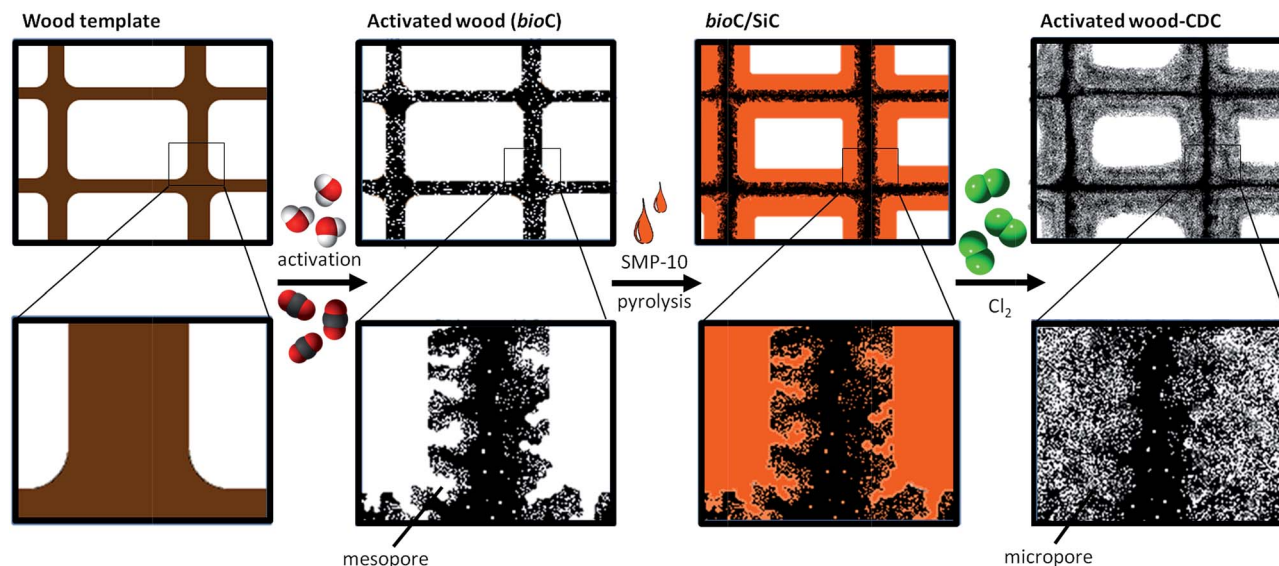 Wood template
Activated wood (bioC)
bioC/SiC
Activated wood-CDC
activation
SMP-10
pyrolysis
Cl₂
mesopore
micropore